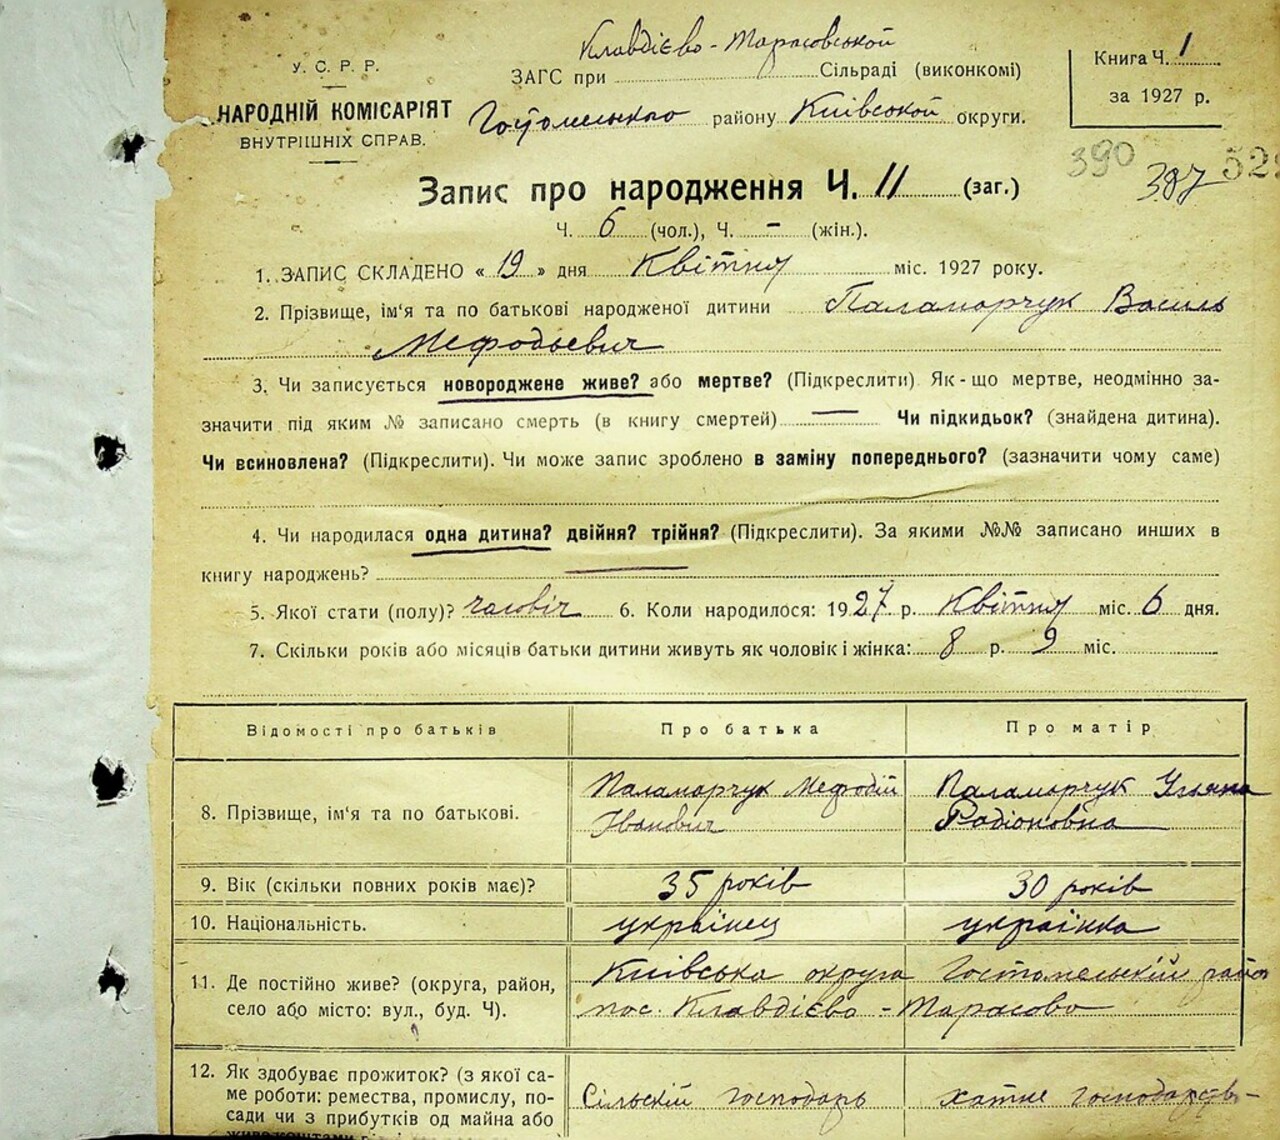 Клавдієво-Тарасовській
У. С. Р. Р.
ЗАГС при Сільраді (виконкомі)
Книга Ч. 1
за 1927 р.
НАРОДНІЙ КОМІСАРІЯТ
ВНУТРІШНІХ СПРАВ.
району Київської округи.
390 387 52
Запис про народження Ч. 11 (заг.)
Ч. 6 (чол.), Ч. - (жін.).
1. ЗАПИС СКЛАДЕНО « 19 » дня Квітня міс. 1927 року.
2. Прізвище, ім'я та по батькові народженої дитини Паламарчук Василь
Мефодьевич
3. Чи записується новороджене живе? або мертве? (Підкреслити). Як-що мертве, неодмінно за-
значити під яким № записано смерть (в книгу смертей) — Чи підкидьок? (знайдена дитина).
Чи всиновлена? (Підкреслити). Чи може запис зроблено в заміну попереднього? (зазначити чому саме)
4. Чи народилася одна дитина? двійня? трійня? (Підкреслити). За якими №№ записано инших в
книгу народжень? —
5. Якої стати (полу)? чаловіч 6. Коли народилося: 1927 р. Квітня міс. 6 дня.
7. Скільки років або місяців батьки дитини живуть як чоловік і жінка: 8 р. 9 міс.
Відомості про батьків Про батька Про матір
8. Прізвище, ім'я та по батькові. Паламарчук Мефодій Іванович Паламарчук Ульяна Радіоновна
9. Вік (скільки повних років має)? 35 років 30 років
10. Національність. українец українка
11. Де постійно живе? (округа, район, Київська округа Гостомельскій район
село або місто: вул., буд. Ч). пос. Клавдієво-Тарасово
12. Як здобуває прожиток? (з якої са-
ме роботи: ремества, промислу, по- Сільскій господарь хатне господарств-
сади чи з прибутків од майна або